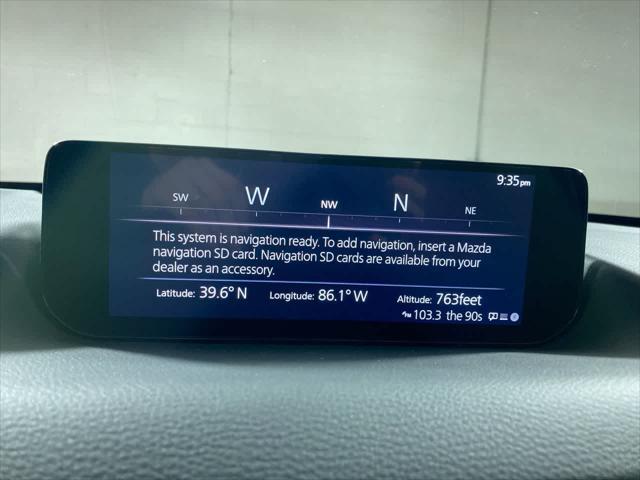 9:35pm
SW W NW N NE
This system is navigation ready. To add navigation, insert a Mazda
navigation SD card. Navigation SD cards are available from your
dealer as an accessory.
Latitude: 39.6° N Longitude: 86.1° W Altitude: 763feet
FM 103.3 the 90s